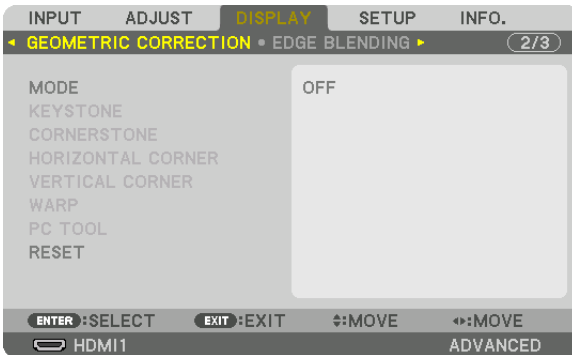 INPUT ADJUST DISPLAY SETUP INFO.
◂ GEOMETRIC CORRECTION • EDGE BLENDING ▸ 2/3
MODE OFF
KEYSTONE
CORNERSTONE
HORIZONTAL CORNER
VERTICAL CORNER
WARP
PC TOOL
RESET
ENTER :SELECT EXIT :EXIT :MOVE :MOVE
HDMI1 ADVANCED